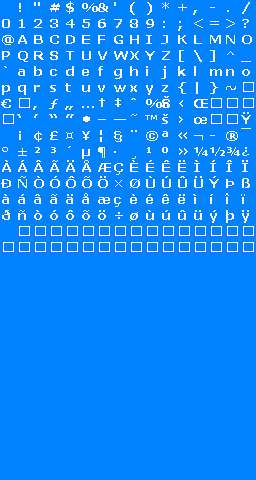 ! " # $ % & ' ( ) * + , - . /
0 1 2 3 4 5 6 7 8 9 : ; < = > ?
@ A B C D E F G H I J K L M N O
P Q R S T U V W X Y Z [ \ ] ^ _
` a b c d e f g h i j k l m n o
p q r s t u v w x y z { | } ~ □
€ □ ‚ ƒ „ … † ‡ ˆ ‰ Š ‹ Œ □ □ □
□ ‘ ’ “ ” • – — ˜ ™ š › œ □ □ Ÿ
¡ ¢ £ ¤ ¥ ¦ § ¨ © ª « ¬ - ® ¯
° ± ² ³ ´ µ ¶ · ¸ ¹ º » ¼ ½ ¾ ¿
À Á Â Ã Ä Å Æ Ç È É Ê Ë Ì Í Î Ï
Ð Ñ Ò Ó Ô Õ Ö × Ø Ù Ú Û Ü Ý Þ ß
à á â ã ä å æ ç è é ê ë ì í î ï
ð ñ ò ó ô õ ö ÷ ø ù ú û ü ý þ ÿ
□ □ □ □ □ □ □ □ □ □ □ □ □ □ □
□ □ □ □ □ □ □ □ □ □ □ □ □ □ □ □